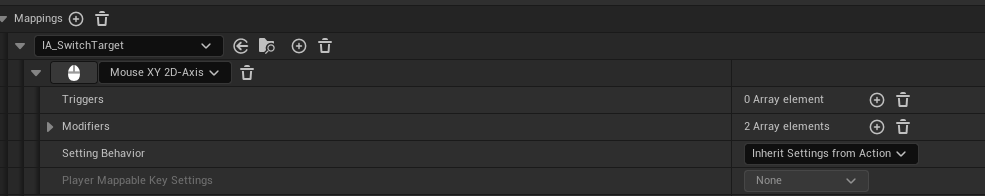 Mappings
IA_SwitchTarget
Mouse XY 2D-Axis
Triggers 0 Array element
Modifiers 2 Array elements
Setting Behavior Inherit Settings from Action
Player Mappable Key Settings None